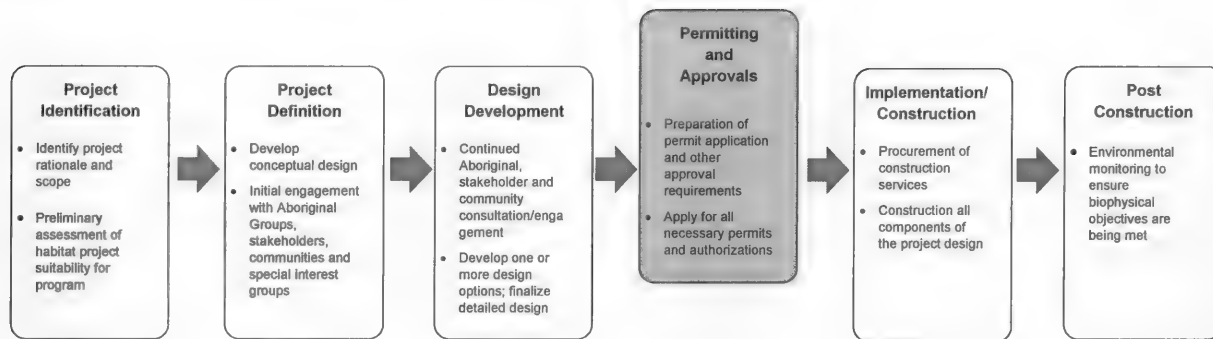 Project
Identification
• Identify project
rationale and
scope
• Preliminary
assessment of
habitat project
suitability for
program
Project
Definition
• Develop
conceptual design
• Initial engagement
with Aboriginal
Groups,
stakeholders,
communities and
special interest
groups
Design
Development
• Continued
Aboriginal,
stakeholder and
community
consultation/enga
gement
• Develop one or
more design
options; finalize
detailed design
Permitting
and
Approvals
• Preparation of
permit application
and other
approval
requirements
• Apply for all
necessary permits
and authorizations
Implementation/
Construction
• Procurement of
construction
services
• Construction all
components of
the project design
Post
Construction
• Environmental
monitoring to
ensure
biophysical
objectives are
being met